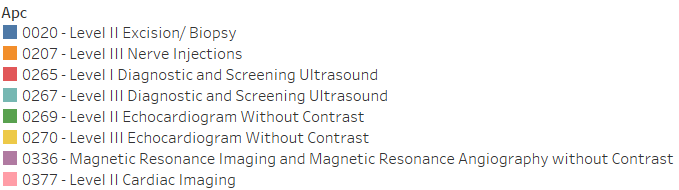 Apc
0020 - Level II Excision/ Biopsy
0207 - Level III Nerve Injections
0265 - Level I Diagnostic and Screening Ultrasound
0267 - Level III Diagnostic and Screening Ultrasound
0269 - Level II Echocardiogram Without Contrast
0270 - Level III Echocardiogram Without Contrast
0336 - Magnetic Resonance Imaging and Magnetic Resonance Angiography without Contrast
0377 - Level II Cardiac Imaging